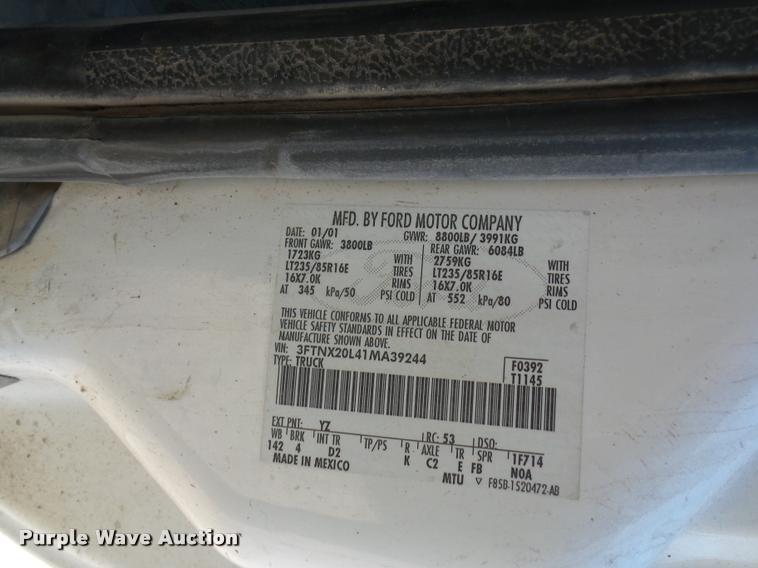 MFD. BY FORD MOTOR COMPANY
DATE: 01/01 GVWR: 8800LB/ 3991KG
FRONT GAWR: 3800LB REAR GAWR: 6084LB
1723KG WITH 2759KG WITH
LT235/85R16E TIRES LT235/85R16E TIRES
16X7.0K RIMS 16X7.0K RIMS
AT 345 kPa/50 PSI COLD AT 552 kPa/80 PSI COLD
THIS VEHICLE CONFORMS TO ALL APPLICABLE FEDERAL MOTOR
VEHICLE SAFETY STANDARDS IN EFFECT ON THE DATE OF
MANUFACTURE SHOWN ABOVE.
VIN: 3FTNX20L41MA39244 F0392
TYPE: TRUCK T1145
EXT PNT: YZ RC: 53 DSO:
WB BRK INT TR TP/PS R AXLE TR SPR 1F714
142 4 D2 K C2 E FB N0A
MADE IN MEXICO MTU ▽ F85B-1520472-AB
Purple Wave Auction
Purple Wave Auction